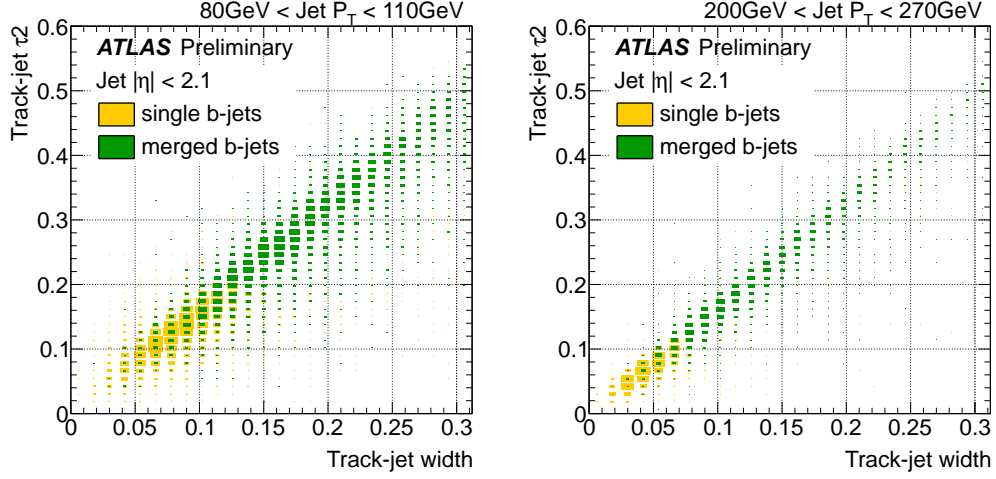 80GeV < Jet P_T < 110GeV
Track-jet τ2
0.6
0.5
0.4
0.3
0.2
0.1
0
ATLAS Preliminary
Jet |η| < 2.1
single b-jets
merged b-jets
0 0.05 0.1 0.15 0.2 0.25 0.3
Track-jet width
200GeV < Jet P_T < 270GeV
Track-jet τ2
0.6
0.5
0.4
0.3
0.2
0.1
0
ATLAS Preliminary
Jet |η| < 2.1
single b-jets
merged b-jets
0 0.05 0.1 0.15 0.2 0.25 0.3
Track-jet width